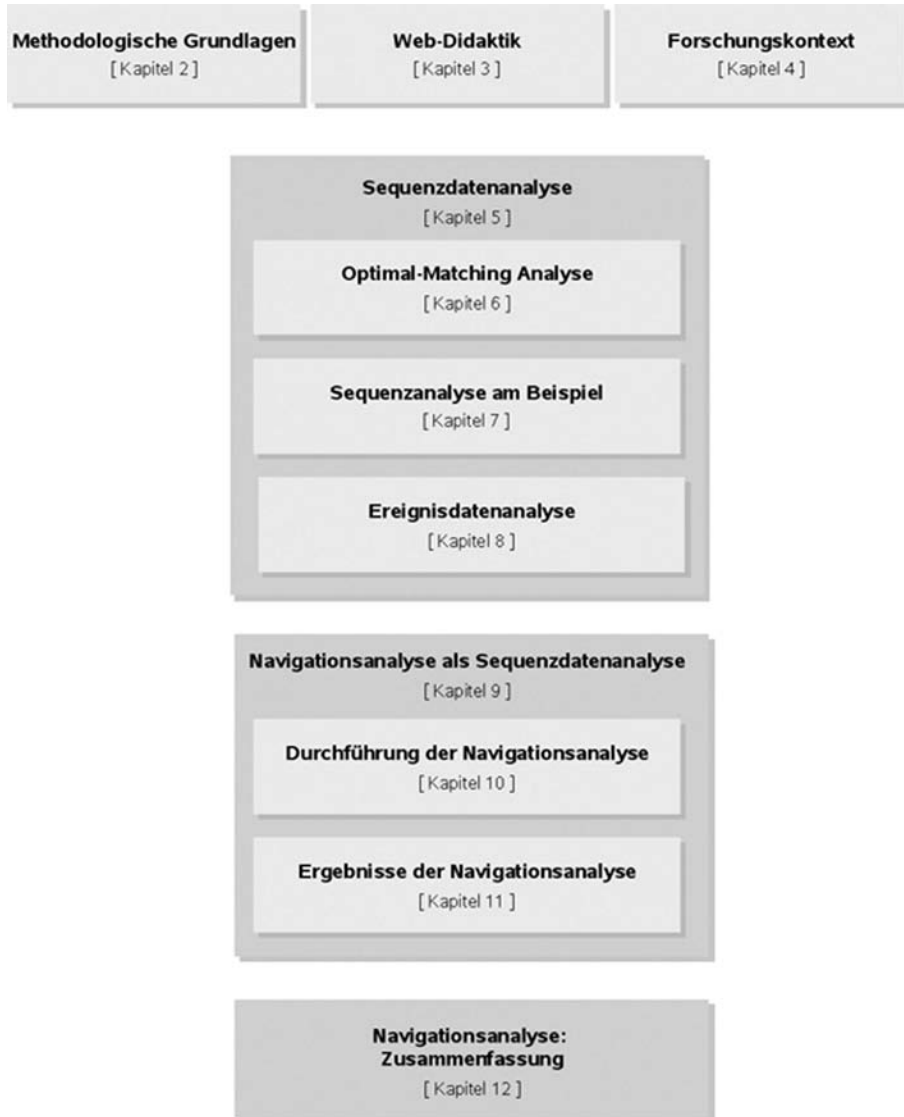 Methodologische Grundlagen
[ Kapitel 2 ]
Web-Didaktik
[ Kapitel 3 ]
Forschungskontext
[ Kapitel 4 ]
Sequenzdatenanalyse
[ Kapitel 5 ]
Optimal-Matching Analyse
[ Kapitel 6 ]
Sequenzanalyse am Beispiel
[ Kapitel 7 ]
Ereignisdatenanalyse
[ Kapitel 8 ]
Navigationsanalyse als Sequenzdatenanalyse
[ Kapitel 9 ]
Durchführung der Navigationsanalyse
[ Kapitel 10 ]
Ergebnisse der Navigationsanalyse
[ Kapitel 11 ]
Navigationsanalyse:
Zusammenfassung
[ Kapitel 12 ]